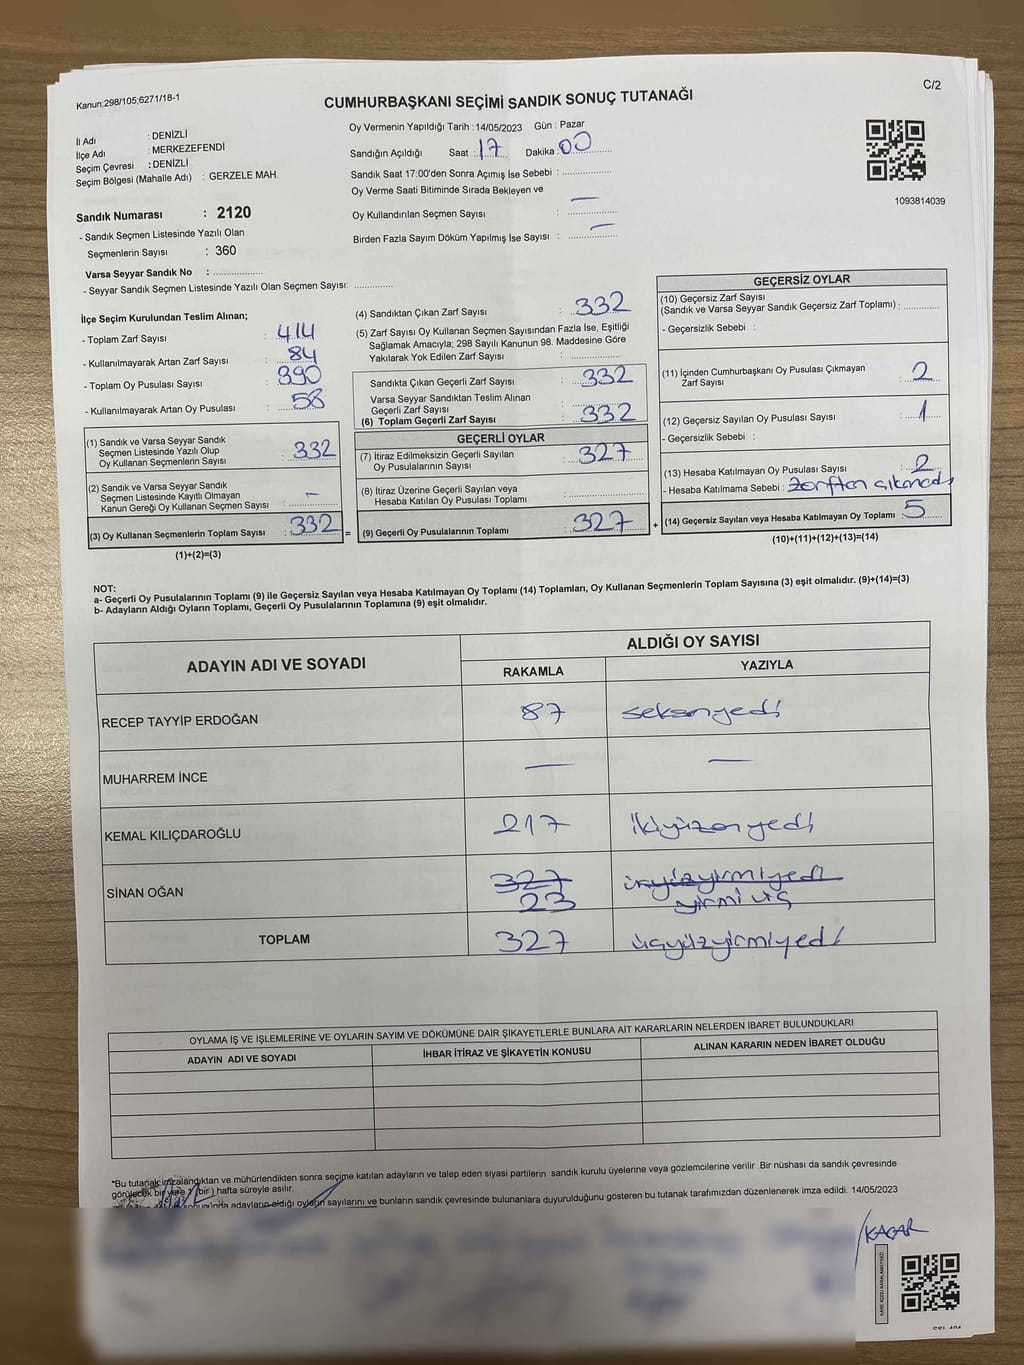 Kanun;298/105;6271/18-1
C/2
CUMHURBAŞKANI SEÇİMİ SANDIK SONUÇ TUTANAĞI
İl Adı : DENİZLİ
İlçe Adı : MERKEZEFENDİ
Seçim Çevresi : DENİZLİ
Seçim Bölgesi (Mahalle Adı) : GERZELE MAH.
Sandık Numarası : 2120
- Sandık Seçmen Listesinde Yazılı Olan
Seçmenlerin Sayısı : 360
Varsa Seyyar Sandık No : ....................
- Seyyar Sandık Seçmen Listesinde Yazılı Olan Seçmen Sayısı: ...............
Oy Vermenin Yapıldığı Tarih : 14/05/2023 Gün : Pazar
Sandığın Açıldığı Saat : 17 Dakika : 00
Sandık Saat 17:00'den Sonra Açımış İse Sebebi : ....................
Oy Verme Saati Bitiminde Sırada Bekleyen ve
Oy Kullandırılan Seçmen Sayısı : —
Birden Fazla Sayım Döküm Yapılmış İse Sayısı : —
1093814039
İlçe Seçim Kurulundan Teslim Alınan;
- Toplam Zarf Sayısı : 414
- Kullanılmayarak Artan Zarf Sayısı : 84
- Toplam Oy Pusulası Sayısı : 390
- Kullanılmayarak Artan Oy Pusulası : 58
(1) Sandık ve Varsa Seyyar Sandık
Seçmen Listesinde Yazılı Olup
Oy Kullanan Seçmenlerin Sayısı : 332
(2) Sandık ve Varsa Seyyar Sandık
Seçmen Listesinde Kayıtlı Olmayan
Kanun Gereği Oy Kullanan Seçmen Sayısı : —
(3) Oy Kullanan Seçmenlerin Toplam Sayısı : 332 =
(1)+(2)=(3)
(4) Sandıktan Çıkan Zarf Sayısı : 332
(5) Zarf Sayısı Oy Kullanan Seçmen Sayısından Fazla İse, Eşitliği
Sağlamak Amacıyla; 298 Sayılı Kanunun 98. Maddesine Göre
Yakılarak Yok Edilen Zarf Sayısı : ...............
Sandıkta Çıkan Geçerli Zarf Sayısı : 332
Varsa Seyyar Sandıktan Teslim Alınan
Geçerli Zarf Sayısı :
(6) Toplam Geçerli Zarf Sayısı : 332
GEÇERLİ OYLAR
(7) İtiraz Edilmeksizin Geçerli Sayılan
Oy Pusulalarının Sayısı : 327
(8) İtiraz Üzerine Geçerli Sayılan veya
Hesaba Katılan Oy Pusulası Toplamı : ...............
(9) Geçerli Oy Pusulalarının Toplamı : 327 +
GEÇERSİZ OYLAR
(10) Geçersiz Zarf Sayısı
(Sandık ve Varsa Seyyar Sandık Geçersiz Zarf Toplamı) : ............
- Geçersizlik Sebebi :
(11) İçinden Cumhurbaşkanı Oy Pusulası Çıkmayan
Zarf Sayısı : 2
(12) Geçersiz Sayılan Oy Pusulası Sayısı : 1
- Geçersizlik Sebebi :
(13) Hesaba Katılmayan Oy Pusulası Sayısı : 2
- Hesaba Katılmama Sebebi : Zarftan çıkmadı
(14) Geçersiz Sayılan veya Hesaba Katılmayan Oy Toplamı : 5
(10)+(11)+(12)+(13)=(14)
NOT:
a- Geçerli Oy Pusulalarının Toplamı (9) ile Geçersiz Sayılan veya Hesaba Katılmayan Oy Toplamı (14) Toplamları, Oy Kullanan Seçmenlerin Toplam Sayısına (3) eşit olmalıdır. (9)+(14)=(3)
b- Adayların Aldığı Oyların Toplamı, Geçerli Oy Pusulalarının Toplamına (9) eşit olmalıdır.
ADAYIN ADI VE SOYADI
ALDIĞI OY SAYISI
RAKAMLA YAZIYLA
RECEP TAYYİP ERDOĞAN 87 seksenyedi
MUHARREM İNCE — —
KEMAL KILIÇDAROĞLU 217 ikiyüzonyedi
SİNAN OĞAN 327 üçyüzyirmiyedi
23 yirmi üç
TOPLAM 327 üçyüzyirmiyedi
OYLAMA İŞ VE İŞLEMLERİNE VE OYLARIN SAYIM VE DÖKÜMÜNE DAİR ŞİKAYETLERLE BUNLARA AİT KARARLARIN NELERDEN İBARET BULUNDUKLARI
ADAYIN ADI VE SOYADI İHBAR İTİRAZ VE ŞİKAYETİN KONUSU ALINAN KARARIN NEDEN İBARET OLDUĞU
*Bu tutanak imzalandıktan ve mühürlendikten sonra seçime katılan adayların ve talep eden siyasi partilerin sandık kurulu üyelerine veya gözlemcilerine verilir .Bir nüshası da sandık çevresinde
görülecek bir yere 1 (bir) hafta süreyle asılır.
adayların aldığı oyların sayılarını ve bunların sandık çevresinde bulunanlara duyurulduğunu gösteren bu tutanak tarafımızdan düzenlenerek imza edildi. 14/05/2023
KAÇAR
KARE KODU KARALAMAYINIZ!